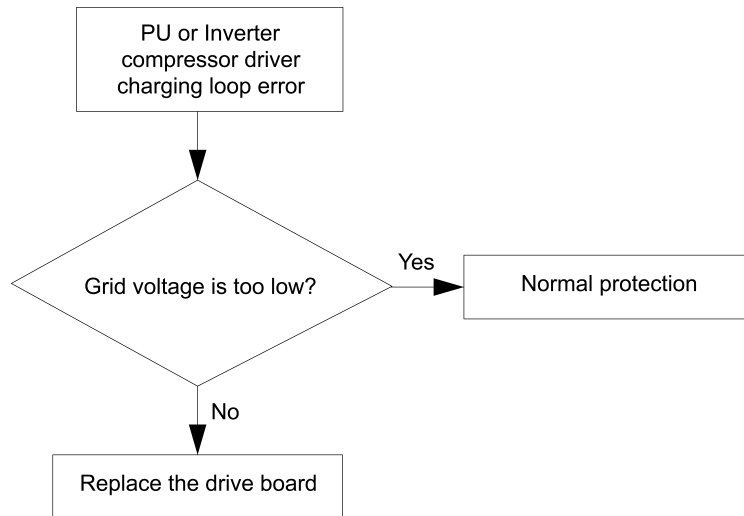 PU or Inverter
compressor driver
charging loop error
Grid voltage is too low?
Yes
Normal protection
No
Replace the drive board